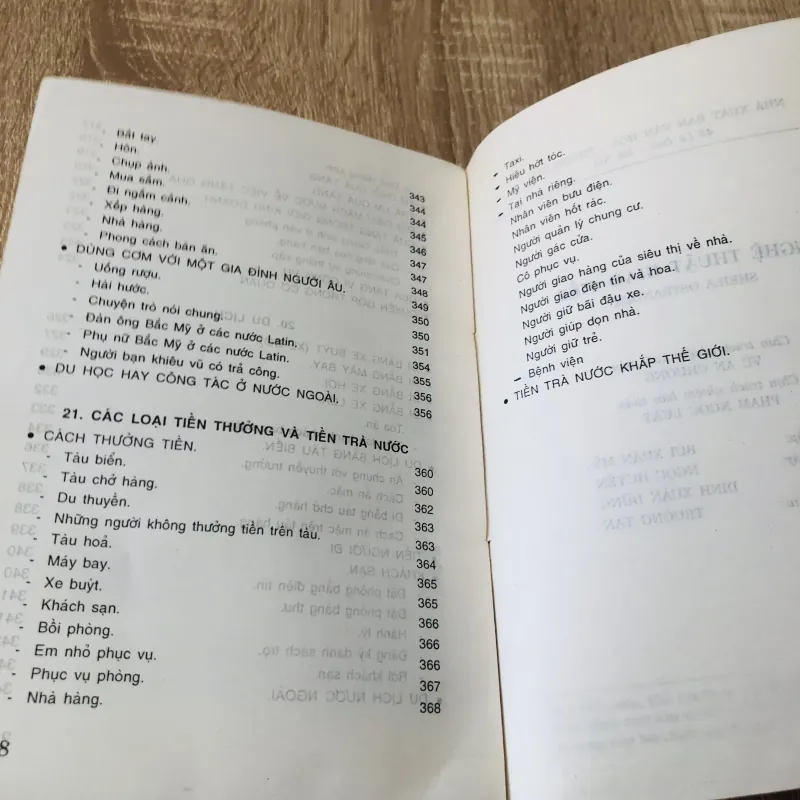 - Bắt tay.
- Hôn.
- Chụp ảnh. 343
- Mua sắm. 344
- Đi ngắm cảnh. 344
- Xếp hàng. 345
- Nhà hàng. 346
- Phong cách bàn ăn. 347
• DÙNG CƠM VỚI MỘT GIA ĐÌNH NGƯỜI ÂU. 347
- Uống rượu. 348
- Hài hước. 349
- Chuyện trò nói chung. 350
- Đàn ông Bắc Mỹ ở các nước Latin. 350
- Phụ nữ Bắc Mỹ ở các nước Latin. 351
- Người bạn khiêu vũ có trả công. 354
• DU HỌC HAY CÔNG TÁC Ở NƯỚC NGOÀI. 355
356
356
21. CÁC LOẠI TIỀN THƯỞNG VÀ TIỀN TRÀ NƯỚC
• CÁCH THƯỞNG TIỀN. 360
- Tàu biển. 360
- Tàu chở hàng. 362
- Du thuyền. 363
- Những người không thưởng tiền trên tàu. 363
- Tàu hoả. 364
- Máy bay. 365
- Xe buýt. 365
- Khách sạn. 366
- Bồi phòng. 366
- Em nhỏ phục vụ. 366
- Phục vụ phòng. 367
- Nhà hàng. 368
8
- Taxi.
- Hiệu hớt tóc.
- Mỹ viện.
- Tại nhà riêng.
Nhân viên bưu điện.
Nhân viên hốt rác.
Người quản lý chung cư.
Người gác cửa.
Cô phục vụ.
Người giao hàng của siêu thị về nhà.
Người giao điện tín và hoa.
Người giữ bãi đậu xe.
Người giúp dọn nhà.
Người giữ trẻ.
- Bệnh viện
• TIỀN TRÀ NƯỚC KHẮP THẾ GIỚI.